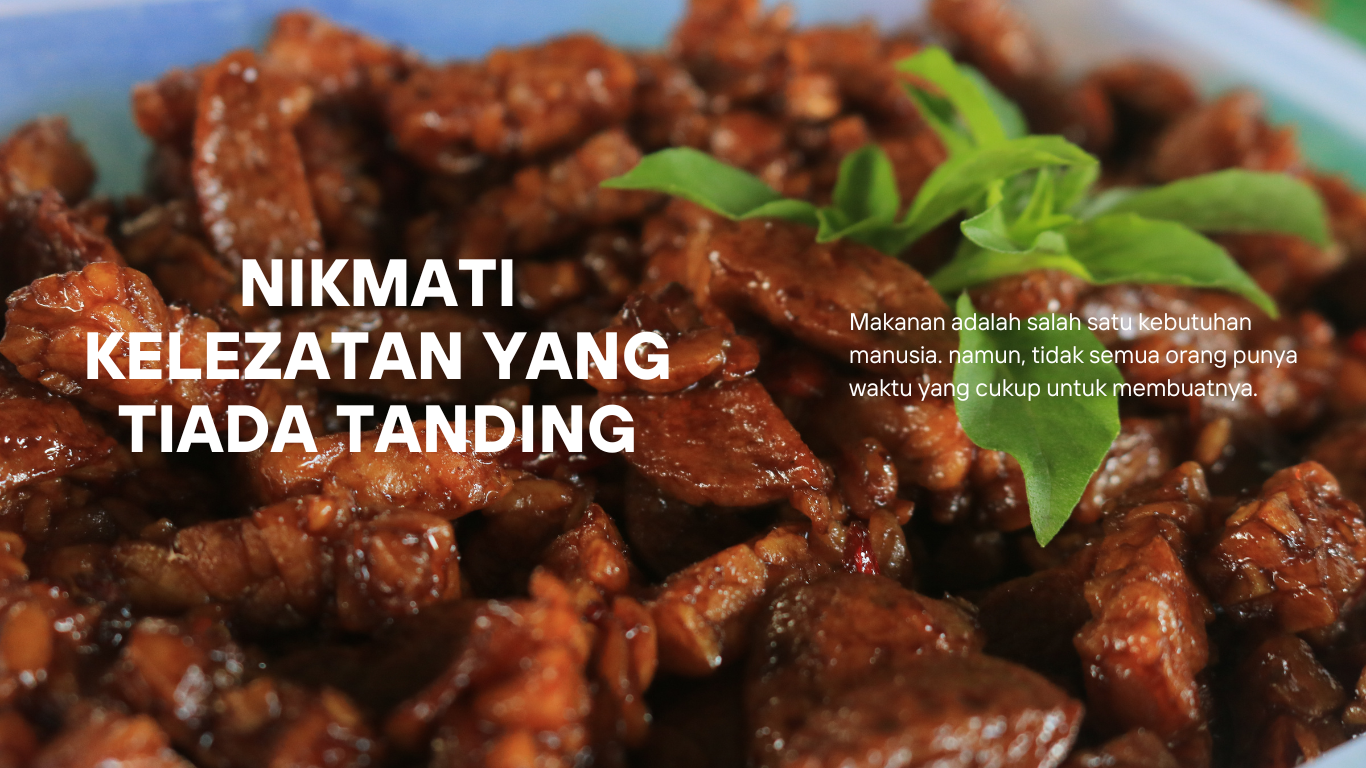 NIKMATI
KELEZATAN YANG
TIADA TANDING
Makanan adalah salah satu kebutuhan
manusia. namun, tidak semua orang punya
waktu yang cukup untuk membuatnya.